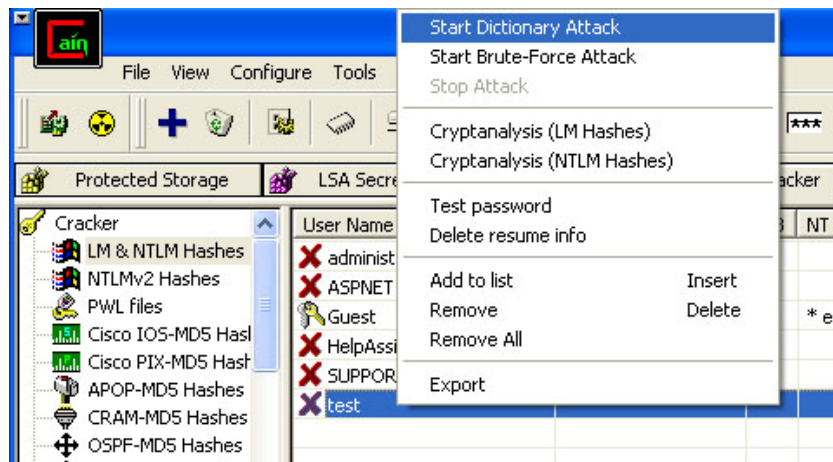 Cain
File View Configure Tools
Start Dictionary Attack
Start Brute-Force Attack
Stop Attack
Cryptanalysis (LM Hashes)
Cryptanalysis (NTLM Hashes)
Test password
Delete resume info
Add to list Insert
Remove Delete
Remove All
Export
***
Protected Storage
LSA Secre
acker
Cracker
LM & NTLM Hashes
NTLMv2 Hashes
PWL files
Cisco IOS-MD5 Hasl
Cisco PIX-MD5 Hash
APOP-MD5 Hashes
CRAM-MD5 Hashes
OSPF-MD5 Hashes
User Name
NT
administ
ASPNET
Guest
* e
HelpAssi
SUPPOR
test